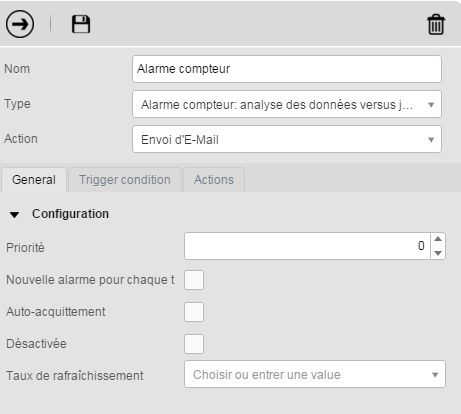 Nom Alarme compteur
Type Alarme compteur: analyse des données versus j...
Action Envoi d'E-Mail
General Trigger condition Actions
Configuration
Priorité 0
Nouvelle alarme pour chaque t
Auto-acquittement
Désactivée
Taux de rafraîchissement Choisir ou entrer une value